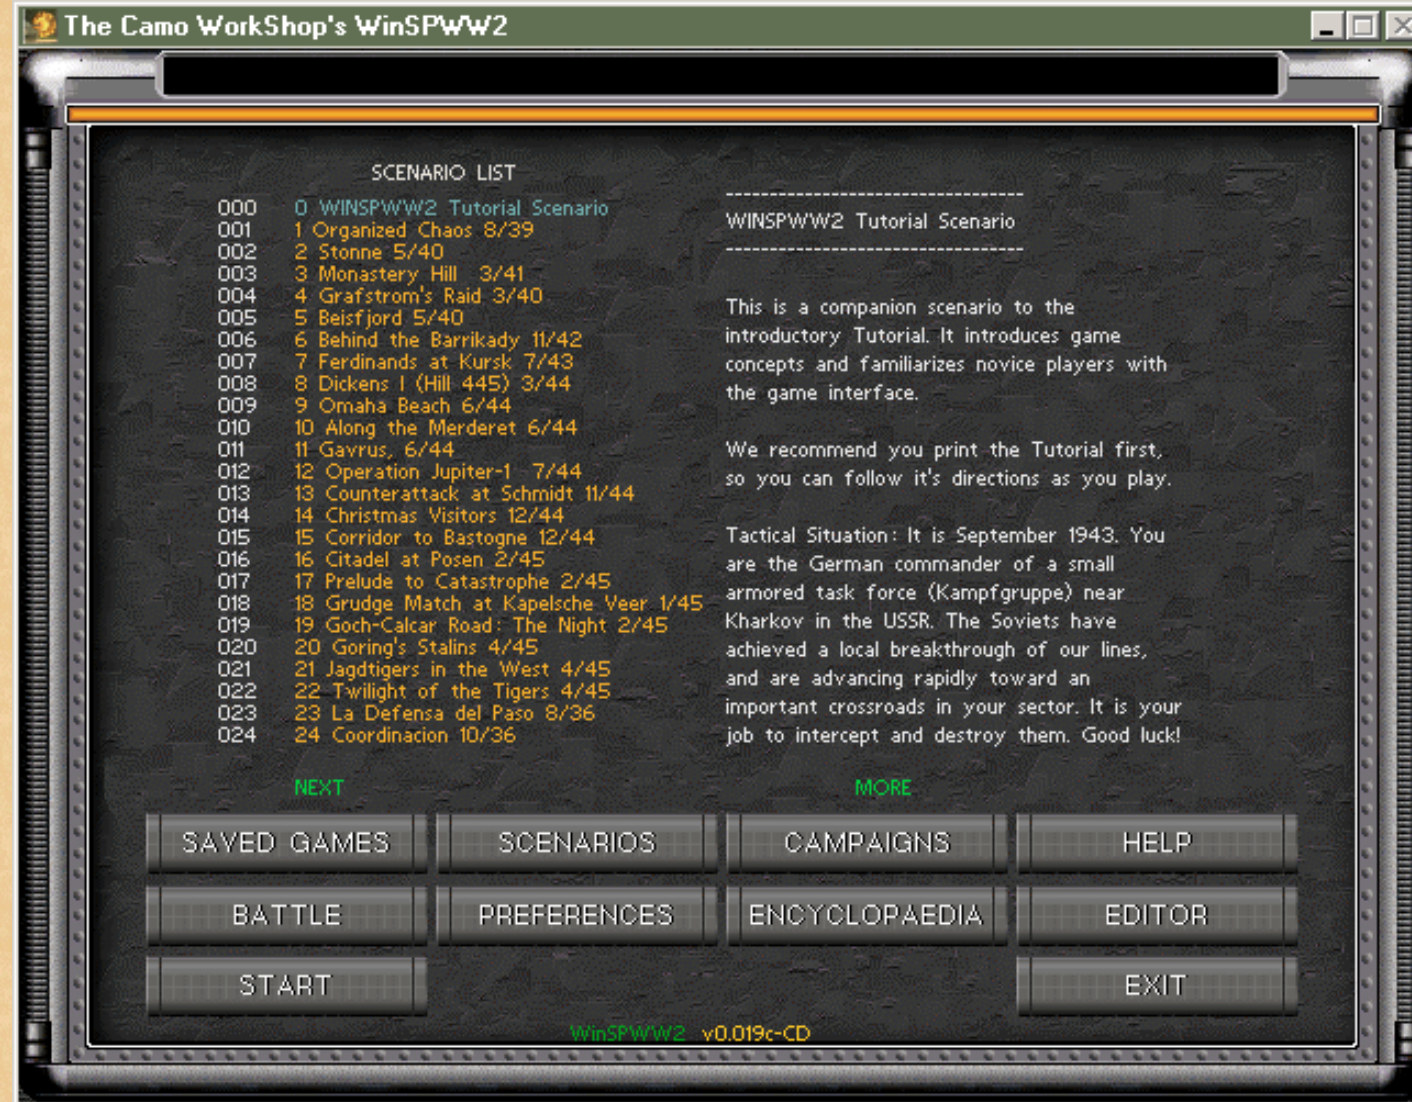 The Camo WorkShop's WinSPWW2
SCENARIO LIST
000 0 WINSPWW2 Tutorial Scenario
001 1 Organized Chaos 8/39
002 2 Stonne 5/40
003 3 Monastery Hill 3/41
004 4 Grafstrom's Raid 3/40
005 5 Beisfjord 5/40
006 6 Behind the Barrikady 11/42
007 7 Ferdinands at Kursk 7/43
008 8 Dickens I (Hill 445) 3/44
009 9 Omaha Beach 6/44
010 10 Along the Merderet 6/44
011 11 Gavrus, 6/44
012 12 Operation Jupiter-1 7/44
013 13 Counterattack at Schmidt 11/44
014 14 Christmas Visitors 12/44
015 15 Corridor to Bastogne 12/44
016 16 Citadel at Posen 2/45
017 17 Prelude to Catastrophe 2/45
018 18 Grudge Match at Kapelsche Veer 1/45
019 19 Goch-Calcar Road: The Night 2/45
020 20 Goring's Stalins 4/45
021 21 Jagdtigers in the West 4/45
022 22 Twilight of the Tigers 4/45
023 23 La Defensa del Paso 8/36
024 24 Coordinacion 10/36
NEXT
----------------------------------
WINSPWW2 Tutorial Scenario
----------------------------------
This is a companion scenario to the
introductory Tutorial. It introduces game
concepts and familiarizes novice players with
the game interface.
We recommend you print the Tutorial first,
so you can follow it's directions as you play.
Tactical Situation: It is September 1943. You
are the German commander of a small
armored task force (Kampfgruppe) near
Kharkov in the USSR. The Soviets have
achieved a local breakthrough of our lines,
and are advancing rapidly toward an
important crossroads in your sector. It is your
job to intercept and destroy them. Good luck!
MORE
SAVED GAMES SCENARIOS CAMPAIGNS HELP
BATTLE PREFERENCES ENCYCLOPAEDIA EDITOR
START EXIT
WinSPWW2 v0.019c-CD